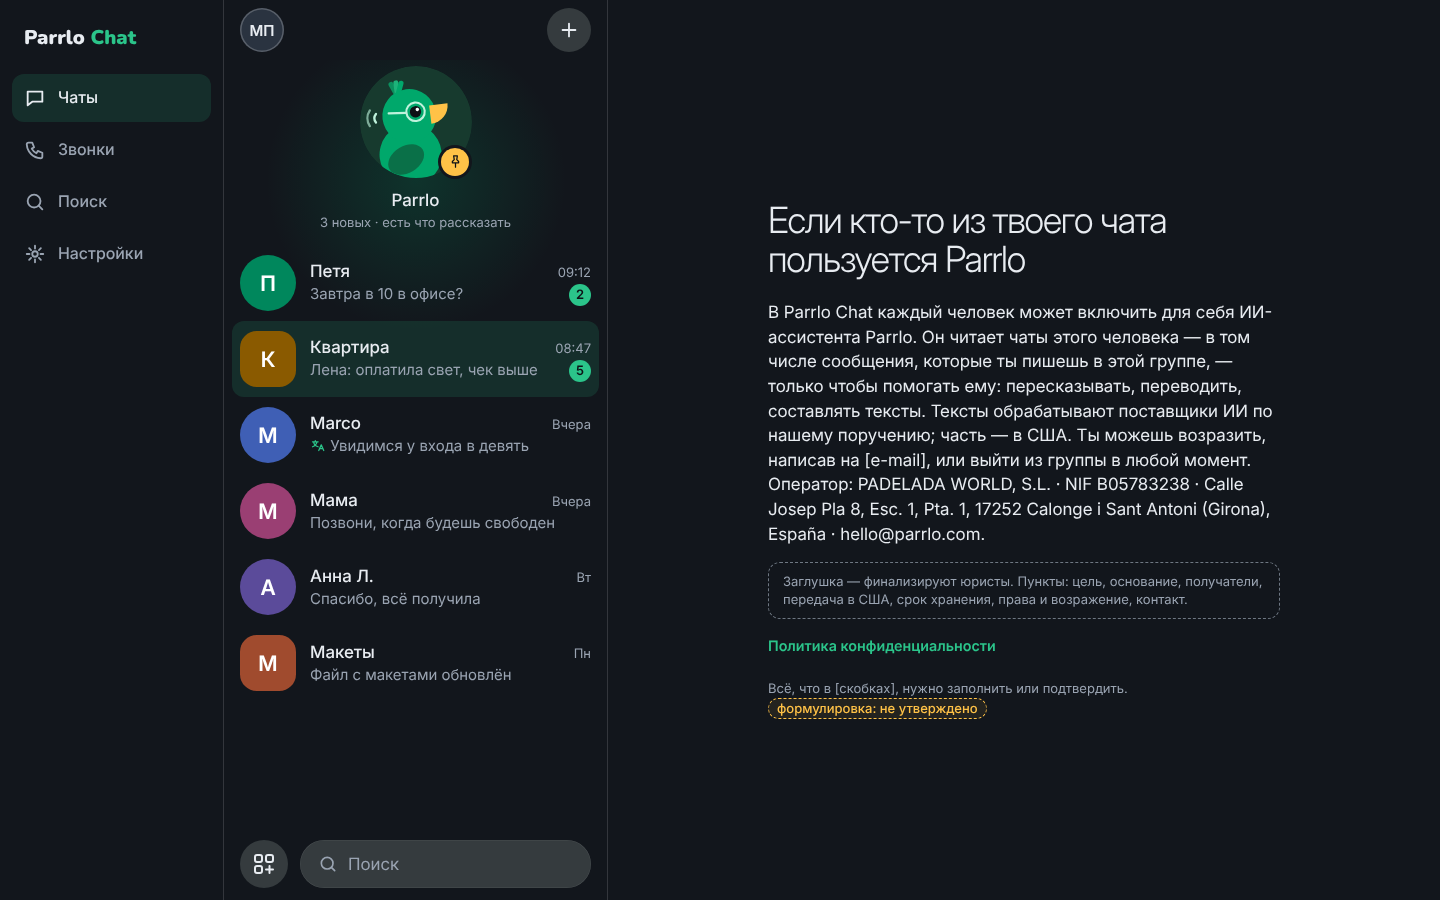 Parrlo Chat
Чаты
Звонки
Поиск
Настройки
МП
Parrlo
3 новых · есть что рассказать
П
Петя
09:12
Завтра в 10 в офисе?
2
К
Квартира
08:47
Лена: оплатила свет, чек выше
5
M
Marco
Вчера
Увидимся у входа в девять
М
Мама
Вчера
Позвони, когда будешь свободен
А
Анна Л.
Вт
Спасибо, всё получила
М
Макеты
Пн
Файл с макетами обновлён
Поиск
Если кто-то из твоего чата
пользуется Parrlo
В Parrlo Chat каждый человек может включить для себя ИИ-
ассистента Parrlo. Он читает чаты этого человека — в том
числе сообщения, которые ты пишешь в этой группе, —
только чтобы помогать ему: пересказывать, переводить,
составлять тексты. Тексты обрабатывают поставщики ИИ по
нашему поручению; часть — в США. Ты можешь возразить,
написав на [e-mail], или выйти из группы в любой момент.
Оператор: PADELADA WORLD, S.L. · NIF B05783238 · Calle
Josep Pla 8, Esc. 1, Pta. 1, 17252 Calonge i Sant Antoni (Girona),
España · hello@parrlo.com.
Заглушка — финализируют юристы. Пункты: цель, основание, получатели,
передача в США, срок хранения, права и возражение, контакт.
Политика конфиденциальности
Всё, что в [скобках], нужно заполнить или подтвердить.
формулировка: не утверждено